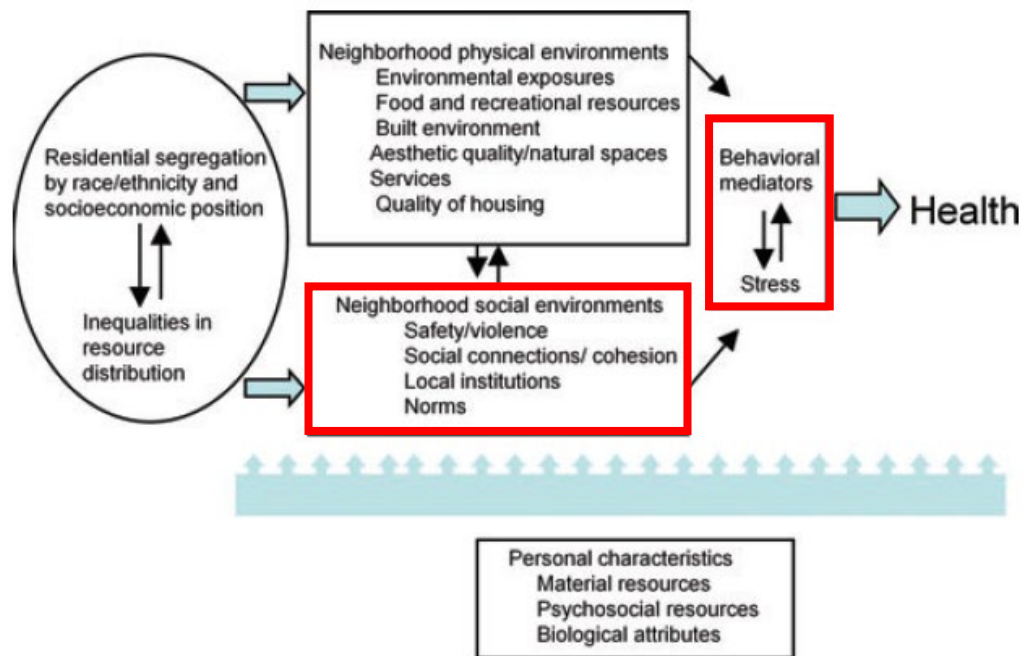 Residential segregation
by race/ethnicity and
socioeconomic position
Inequalities in
resource
distribution
Neighborhood physical environments
Environmental exposures
Food and recreational resources
Built environment
Aesthetic quality/natural spaces
Services
Quality of housing
Neighborhood social environments
Safety/violence
Social connections/ cohesion
Local institutions
Norms
Behavioral
mediators
Stress
Health
Personal characteristics
Material resources
Psychosocial resources
Biological attributes